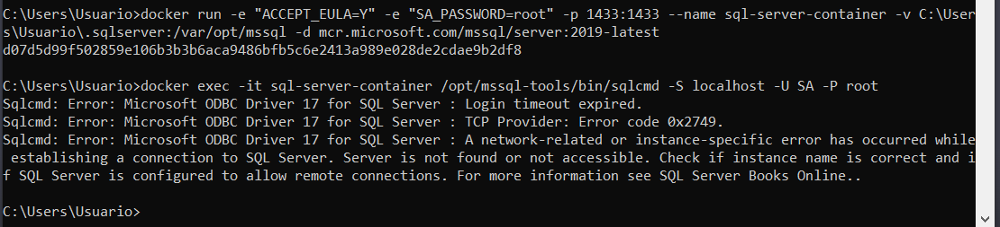 C:\Users\Usuario>docker run -e "ACCEPT_EULA=Y" -e "SA_PASSWORD=root" -p 1433:1433 --name sql-server-container -v C:\User
s\Usuario\.sqlserver:/var/opt/mssql -d mcr.microsoft.com/mssql/server:2019-latest
d07d5d99f502859e106b3b3b6aca9486bfb5c6e2413a989e028de2cdae9b2df8
C:\Users\Usuario>docker exec -it sql-server-container /opt/mssql-tools/bin/sqlcmd -S localhost -U SA -P root
Sqlcmd: Error: Microsoft ODBC Driver 17 for SQL Server : Login timeout expired.
Sqlcmd: Error: Microsoft ODBC Driver 17 for SQL Server : TCP Provider: Error code 0x2749.
Sqlcmd: Error: Microsoft ODBC Driver 17 for SQL Server : A network-related or instance-specific error has occurred while
 establishing a connection to SQL Server. Server is not found or not accessible. Check if instance name is correct and i
f SQL Server is configured to allow remote connections. For more information see SQL Server Books Online..
C:\Users\Usuario>